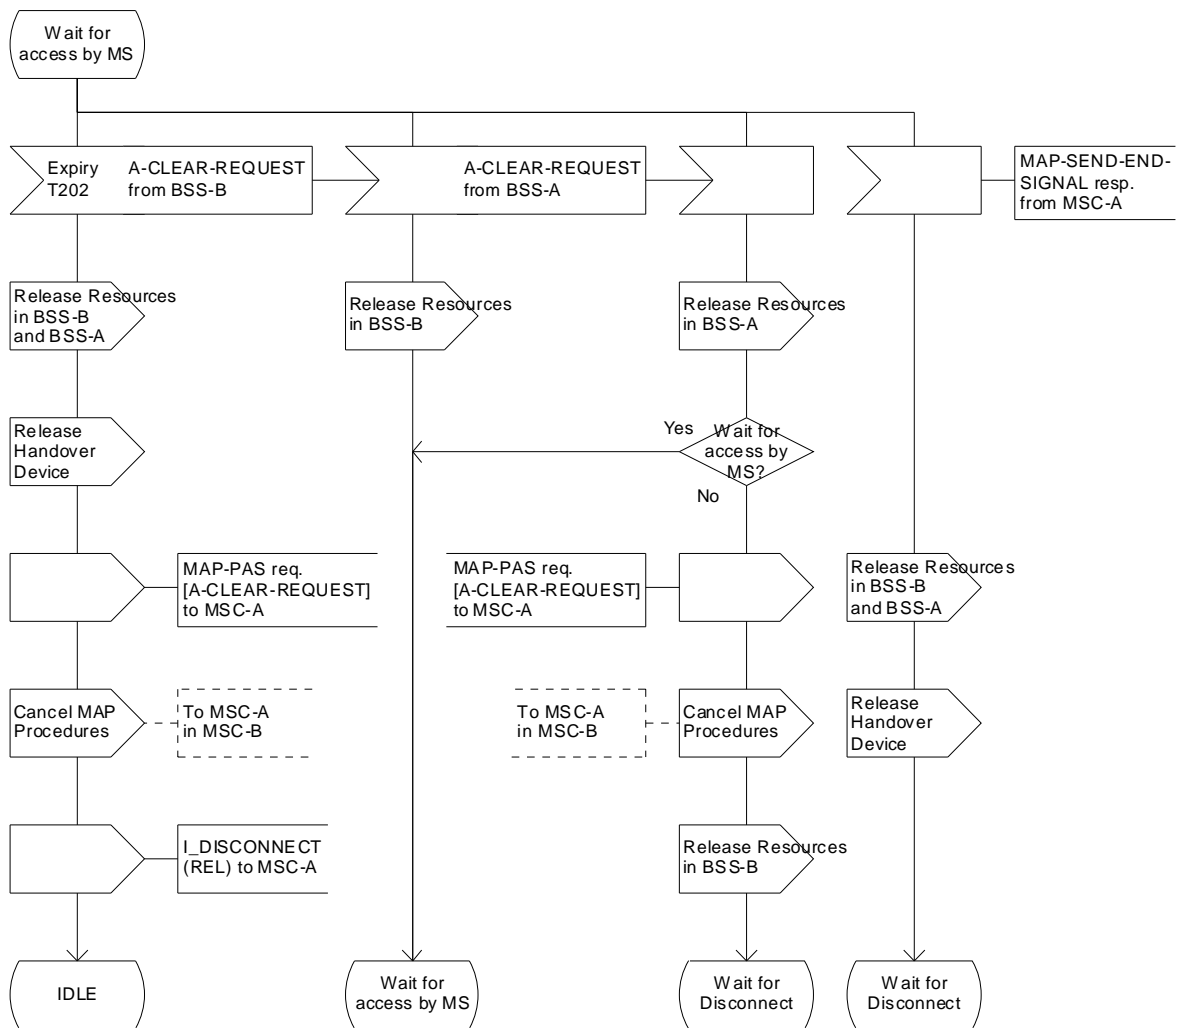 Wait for
access by MS
Expiry
T202
A-CLEAR-REQUEST
from BSS-B
A-CLEAR-REQUEST
from BSS-A
MAP-SEND-END-
SIGNAL resp.
from MSC-A
Release Resources
in BSS-B
and BSS-A
Release Resources
in BSS-B
Release Resources
in BSS-A
Release
Handover
Device
Yes
Wait for
access by
MS?
No
MAP-PAS req.
[A-CLEAR-REQUEST]
to MSC-A
MAP-PAS req.
[A-CLEAR-REQUEST]
to MSC-A
Release Resources
in BSS-B
and BSS-A
Cancel MAP
Procedures
To MSC-A
in MSC-B
To MSC-A
in MSC-B
Cancel MAP
Procedures
Release
Handover
Device
I_DISCONNECT
(REL) to MSC-A
Release Resources
in BSS-B
IDLE
Wait for
access by MS
Wait for
Disconnect
Wait for
Disconnect